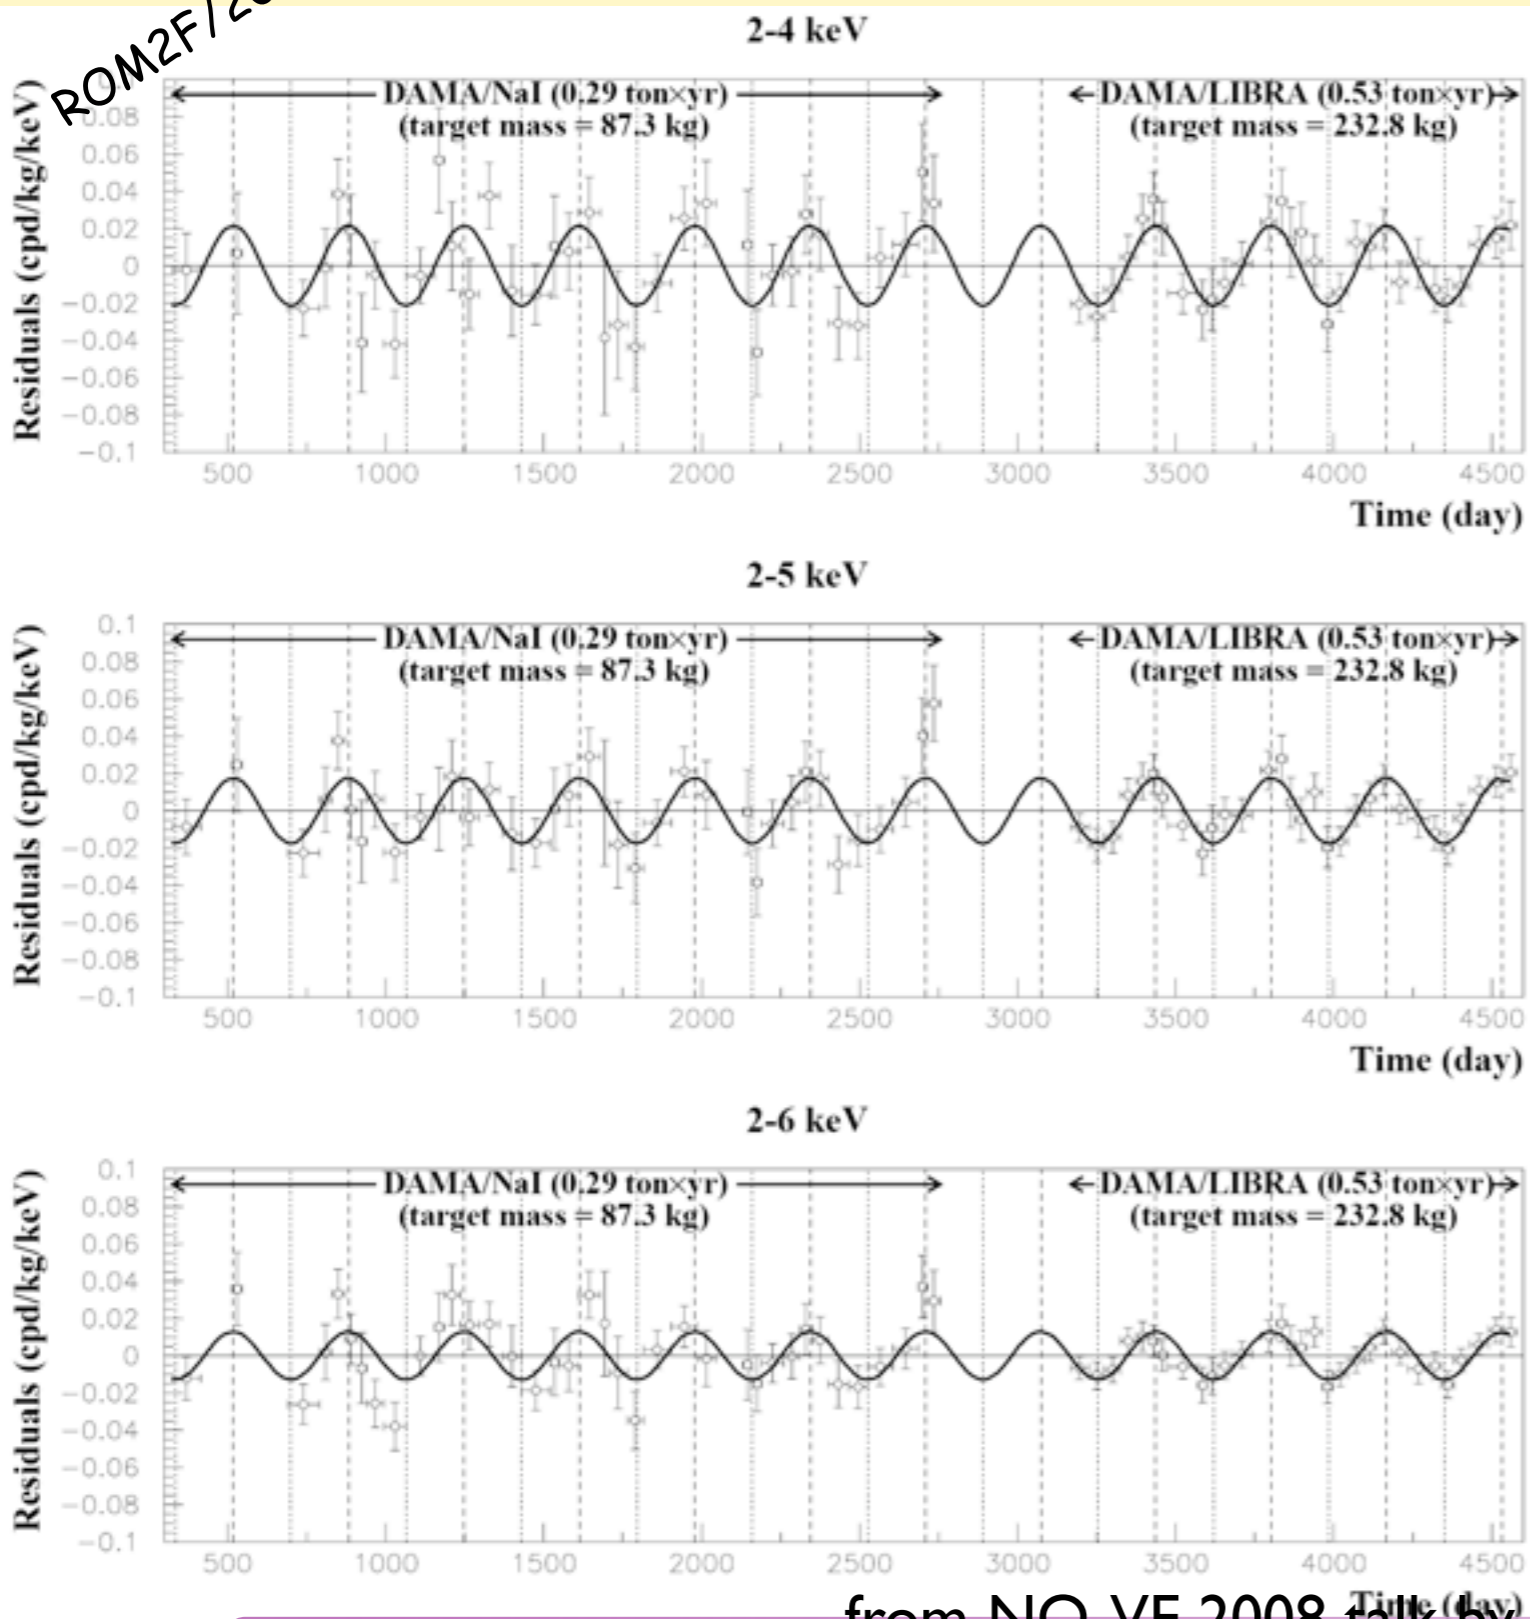 ROM2F/20
2-4 keV
Residuals (cpd/kg/keV)
DAMA/NaI (0.29 ton×yr)
(target mass = 87.3 kg)
DAMA/LIBRA (0.53 ton×yr)
(target mass = 232.8 kg)
0.08
0.06
0.04
0.02
0
−0.02
−0.04
−0.06
−0.08
−0.1
500 1000 1500 2000 2500 3000 3500 4000 4500
Time (day)
2-5 keV
Residuals (cpd/kg/keV)
DAMA/NaI (0.29 ton×yr)
(target mass = 87.3 kg)
DAMA/LIBRA (0.53 ton×yr)
(target mass = 232.8 kg)
0.1
0.08
0.06
0.04
0.02
0
−0.02
−0.04
−0.06
−0.08
−0.1
500 1000 1500 2000 2500 3000 3500 4000 4500
Time (day)
2-6 keV
Residuals (cpd/kg/keV)
DAMA/NaI (0.29 ton×yr)
(target mass = 87.3 kg)
DAMA/LIBRA (0.53 ton×yr)
(target mass = 232.8 kg)
0.1
0.08
0.06
0.04
0.02
0
−0.02
−0.04
−0.06
−0.08
−0.1
500 1000 1500 2000 2500 3000 3500 4000 4500
Time (day)
from NO-VE 2008 talk by